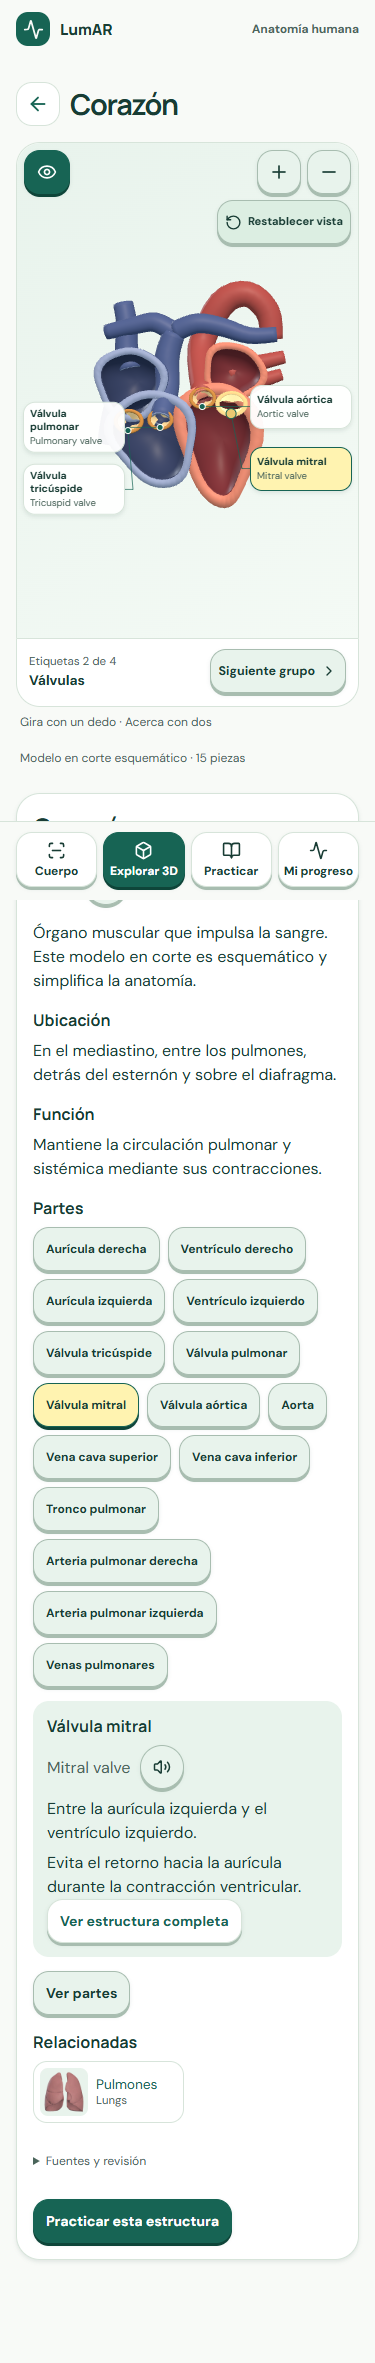 LumAR
Anatomía humana
Corazón
Restablecer vista
Válvula
pulmonar
Pulmonary valve
Válvula aórtica
Aortic valve
Válvula
tricúspide
Tricuspid valve
Válvula mitral
Mitral valve
Etiquetas 2 de 4
Válvulas
Siguiente grupo
Gira con un dedo · Acerca con dos
Modelo en corte esquemático · 15 piezas
Cuerpo
Explorar 3D
Practicar
Mi progreso
Órgano muscular que impulsa la sangre.
Este modelo en corte es esquemático y
simplifica la anatomía.
Ubicación
En el mediastino, entre los pulmones,
detrás del esternón y sobre el diafragma.
Función
Mantiene la circulación pulmonar y
sistémica mediante sus contracciones.
Partes
Aurícula derecha
Ventrículo derecho
Aurícula izquierda
Ventrículo izquierdo
Válvula tricúspide
Válvula pulmonar
Válvula mitral
Válvula aórtica
Aorta
Vena cava superior
Vena cava inferior
Tronco pulmonar
Arteria pulmonar derecha
Arteria pulmonar izquierda
Venas pulmonares
Válvula mitral
Mitral valve
Entre la aurícula izquierda y el
ventrículo izquierdo.
Evita el retorno hacia la aurícula
durante la contracción ventricular.
Ver estructura completa
Ver partes
Relacionadas
Pulmones
Lungs
Fuentes y revisión
Practicar esta estructura